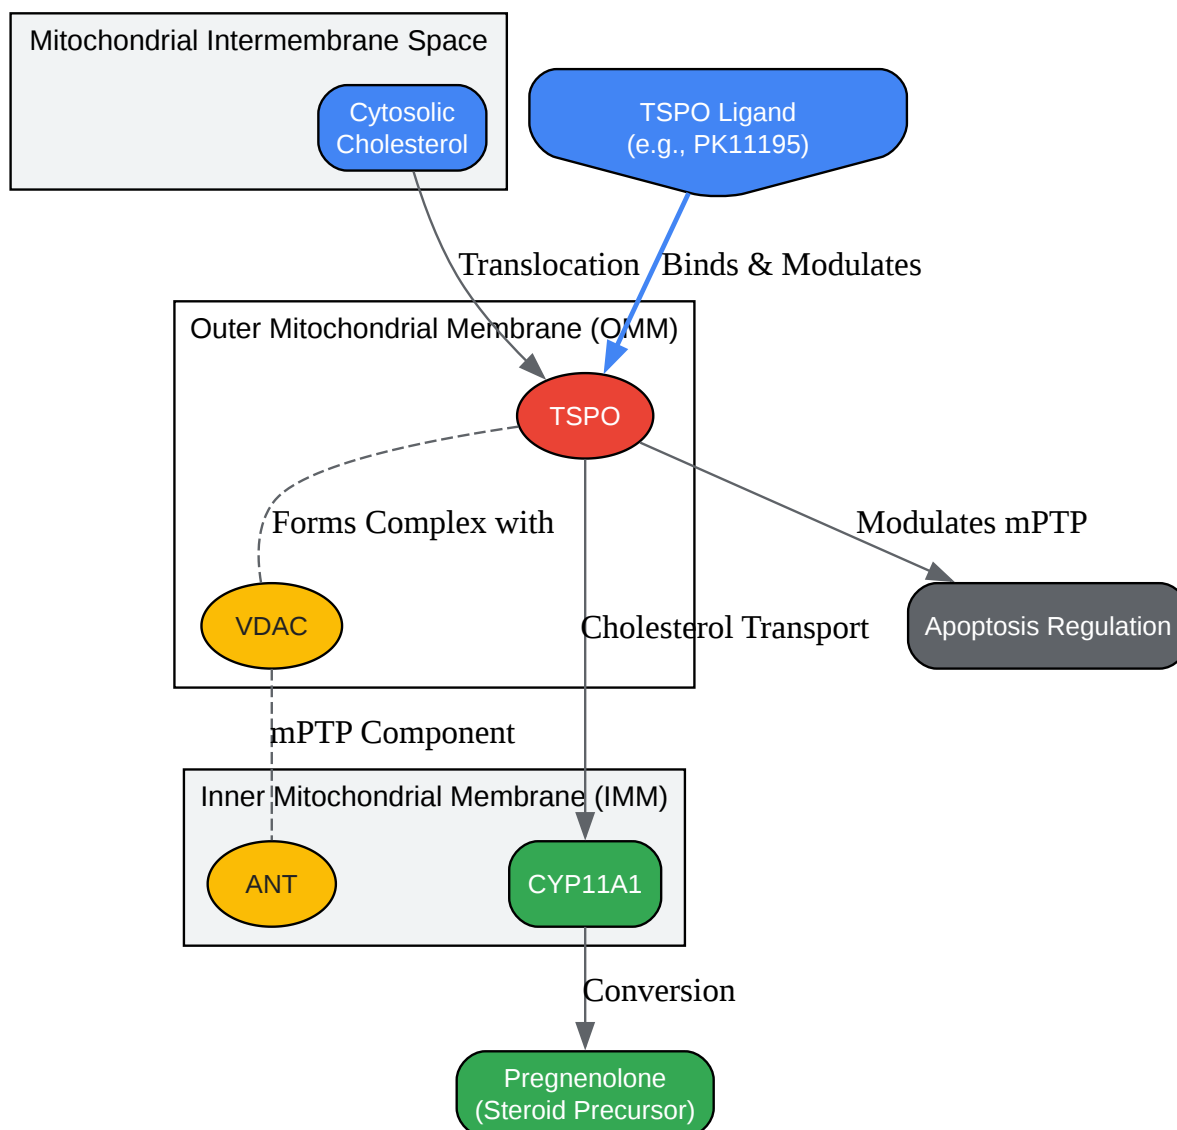 Mitochondrial Intermembrane Space
Cytosolic
Cholesterol
TSPO Ligand
(e.g., PK11195)
Translocation
Binds & Modulates
Outer Mitochondrial Membrane (OMM)
TSPO
Forms Complex with
Modulates mPTP
VDAC
Cholesterol Transport
Apoptosis Regulation
mPTP Component
Inner Mitochondrial Membrane (IMM)
ANT
CYP11A1
Conversion
Pregnenolone
(Steroid Precursor)